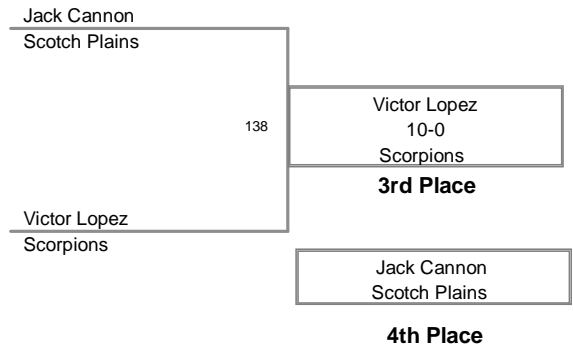 Jack Cannon
Scotch Plains
138
Victor Lopez
10-0
Scorpions
3rd Place
Victor Lopez
Scorpions
Jack Cannon
Scotch Plains
4th Place